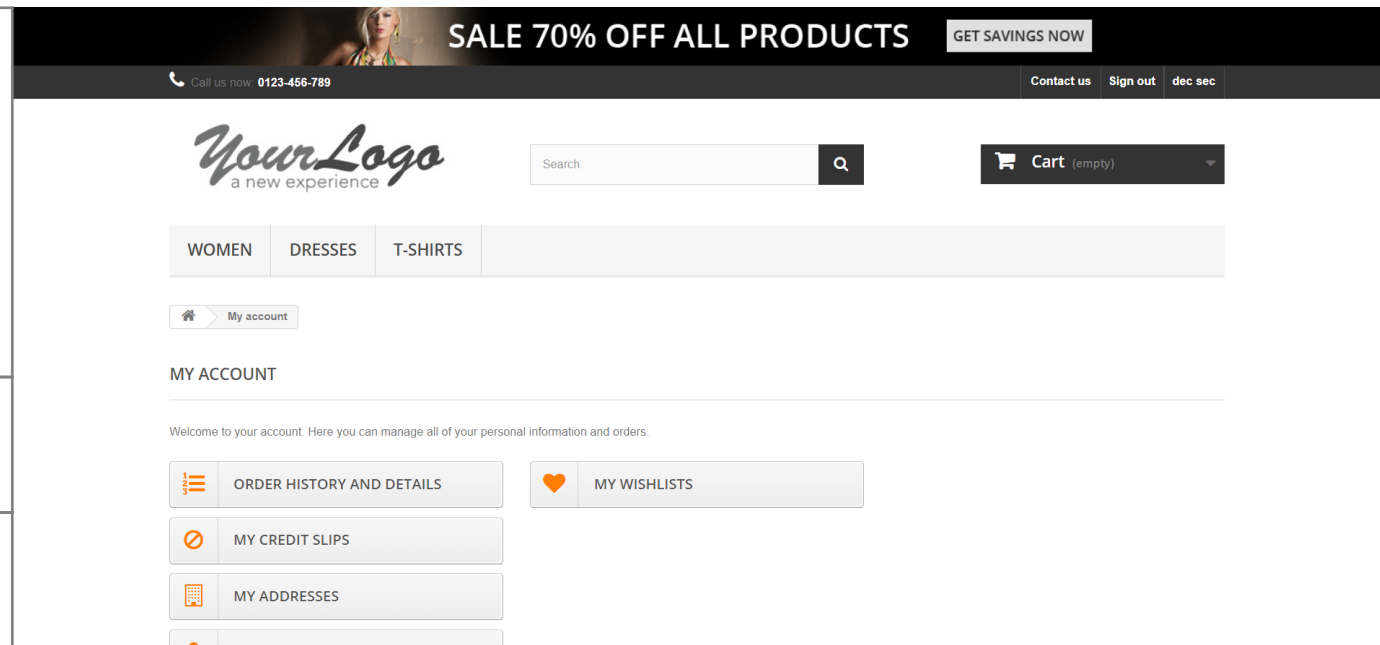 SALE 70% OFF ALL PRODUCTS GET SAVINGS NOW
Call us now: 0123-456-789 Contact us Sign out dec sec
Your Logo
a new experience
Search
Cart (empty)
WOMEN DRESSES T-SHIRTS
My account
MY ACCOUNT
Welcome to your account. Here you can manage all of your personal information and orders.
ORDER HISTORY AND DETAILS MY WISHLISTS
MY CREDIT SLIPS
MY ADDRESSES